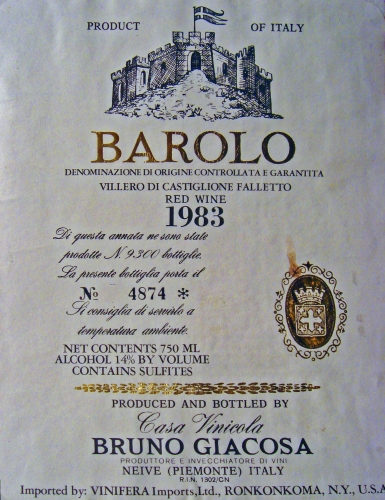 PRODUCT OF ITALY
BAROLO
DENOMINAZIONE DI ORIGINE CONTROLLATA E GARANTITA
VILLERO DI CASTIGLIONE FALLETTO
RED WINE
1983
Di questa annata ne sono state
prodotte N. 9.300 bottiglie.
La presente bottiglia porta il
No 4874 *
Si consiglia di servirlo a
temperatura ambiente.
NET CONTENTS 750 ML
ALCOHOL 14% BY VOLUME
CONTAINS SULFITES
PRODUCED AND BOTTLED BY
Casa Vinicola
BRUNO GIACOSA
PRODUTTORE E INVECCHIATORE DI VINI
NEIVE (PIEMONTE) ITALY
R.I.N. 1302/CN
Imported by: VINIFERA Imports, Ltd., RONKONKOMA, N.Y., U.S.A